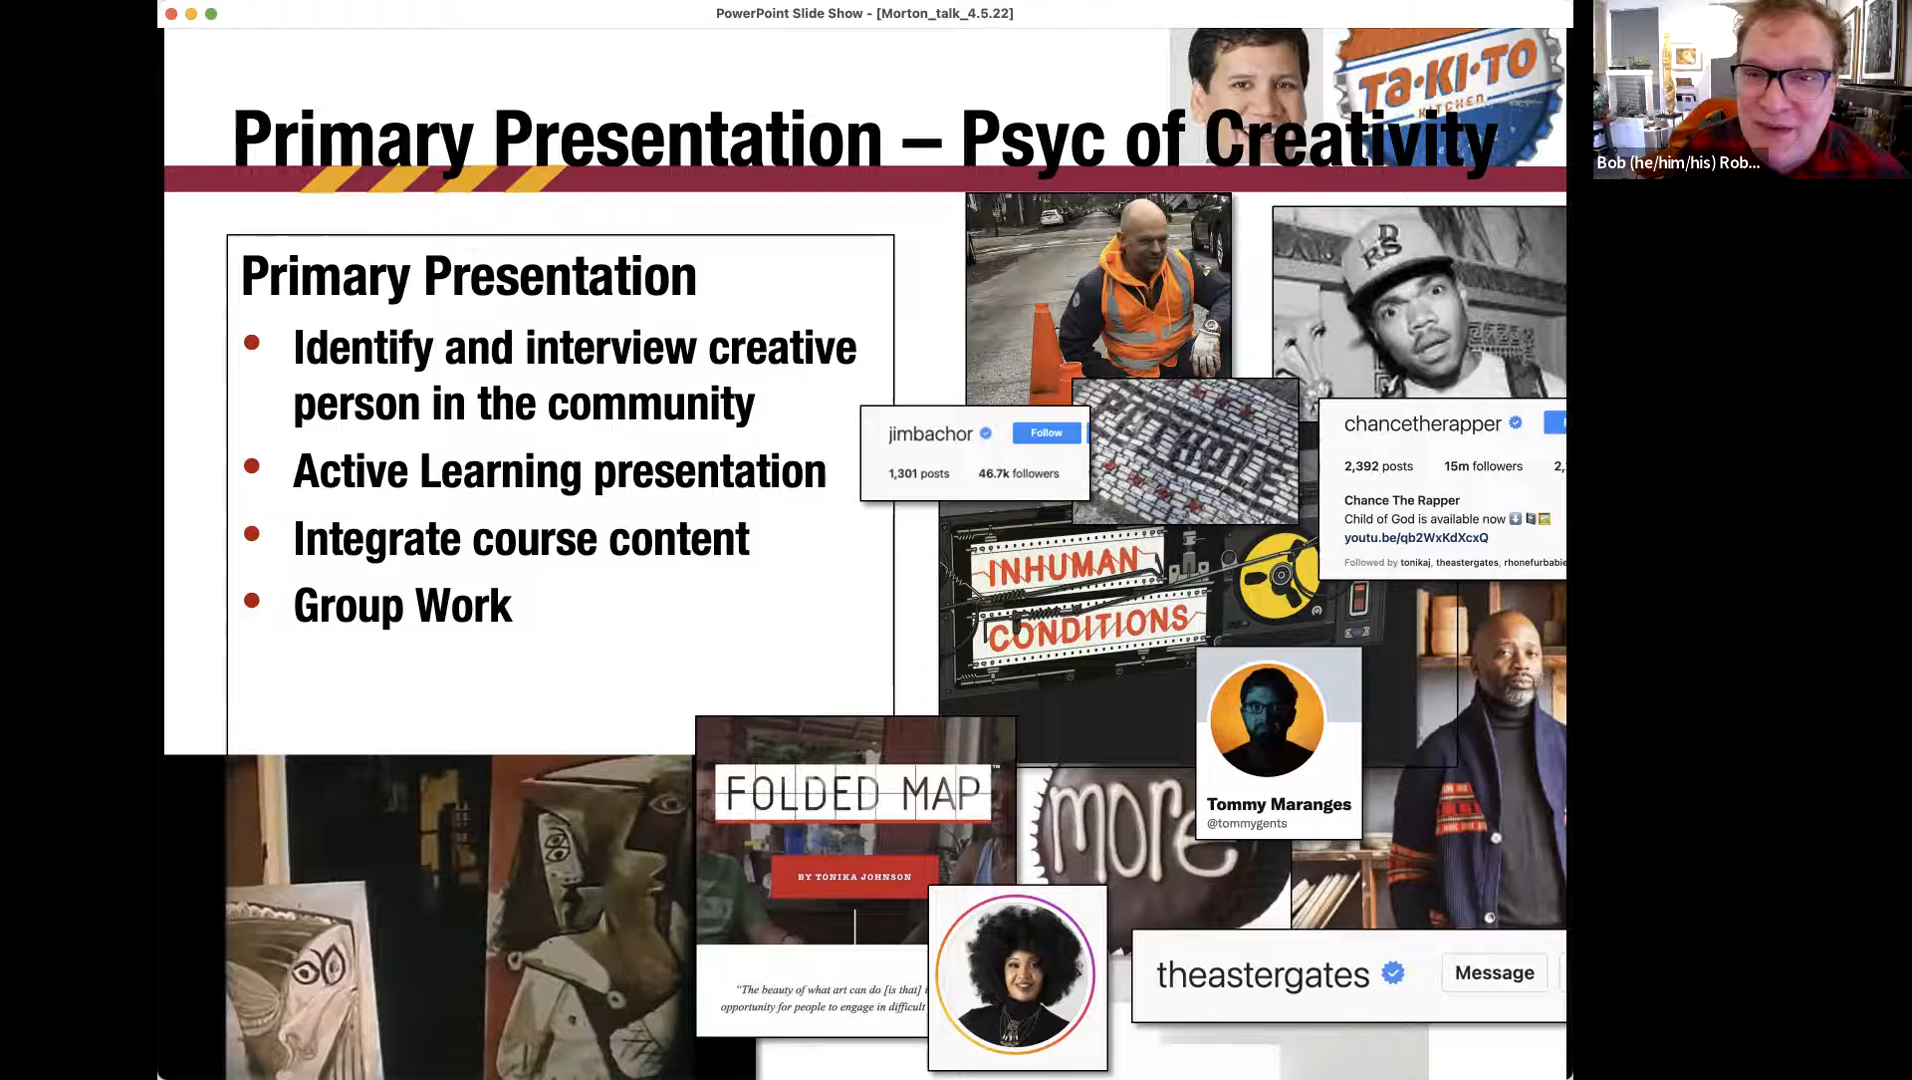 PowerPoint Slide Show - [Morton_talk_4.5.22]
TA•KI•TO
KITCHEN
Primary Presentation – Psyc of Creativity
Bob (he/him/his) Rob...
Primary Presentation
• Identify and interview creative
person in the community
• Active Learning presentation
• Integrate course content
• Group Work
jimbachor
Follow
1,301 posts 46.7k followers
POTHOLE
chancetherapper
2,392 posts 15m followers 2,
Chance The Rapper
Child of God is available now
youtu.be/qb2WxKdXcxQ
Followed by tonikaj, theastergates, rhonefurbabie
INHUMAN
CONDITIONS
Tommy Maranges
@tommygents
FOLDED MAP™
BY TONIKA JOHNSON
“The beauty of what art can do [is that] i
opportunity for people to engage in difficult
more
theastergates
Message